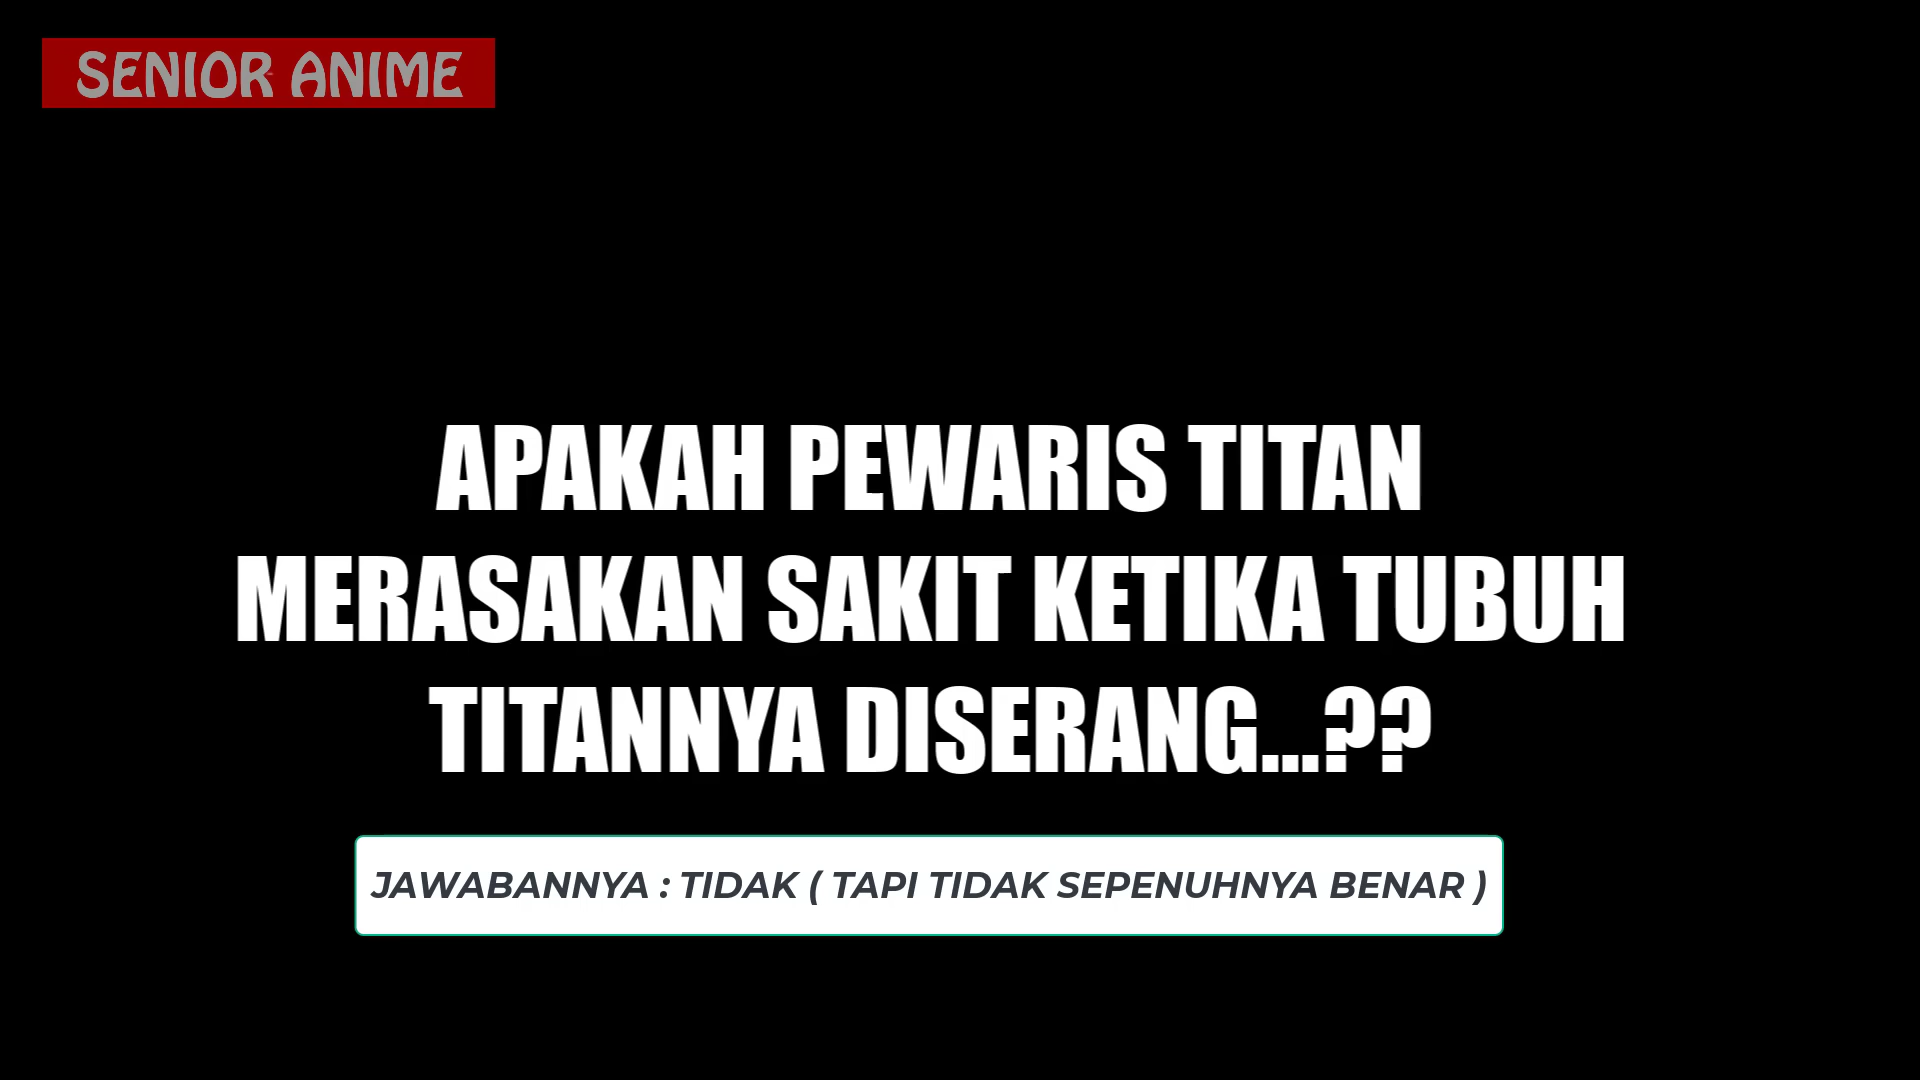 SENIOR ANIME
APAKAH PEWARIS TITAN
MERASAKAN SAKIT KETIKA TUBUH
TITANNYA DISERANG...??
JAWABANNYA : TIDAK ( TAPI TIDAK SEPENUHNYA BENAR )